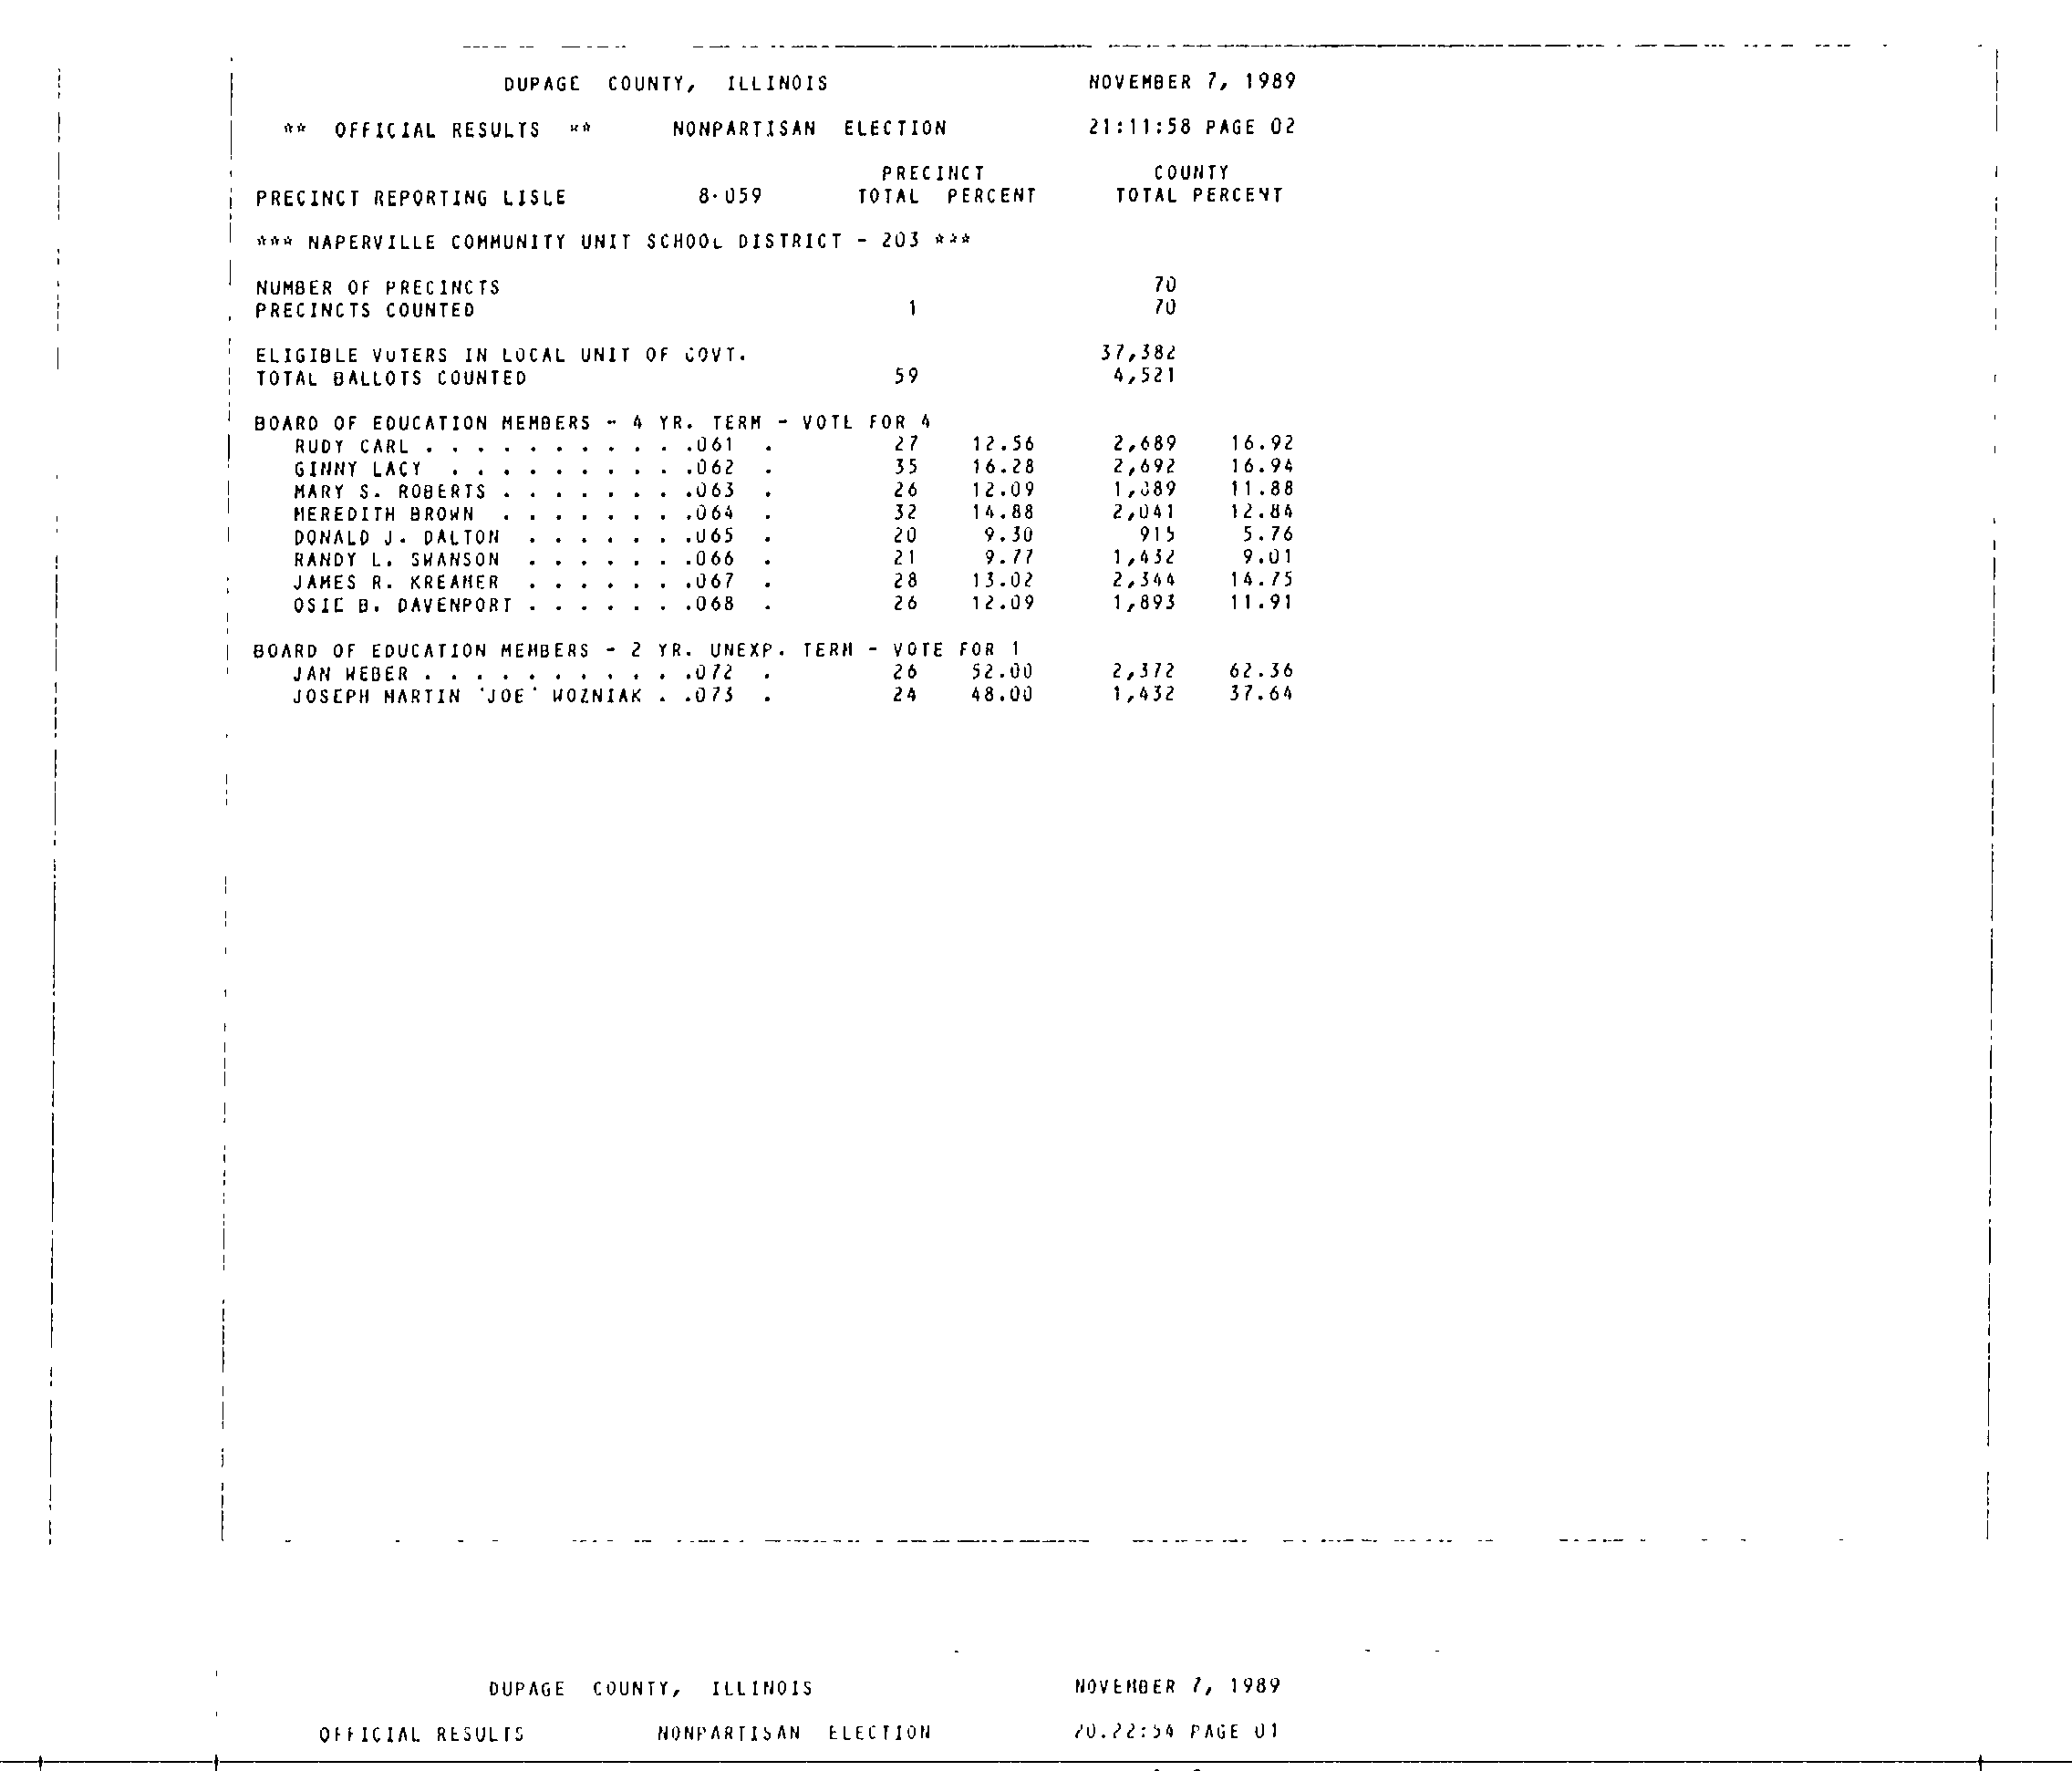 DUPAGE COUNTY, ILLINOIS NOVEMBER 7, 1989
** OFFICIAL RESULTS ** NONPARTISAN ELECTION 21:11:58 PAGE 02
PRECINCT COUNTY
PRECINCT REPORTING LISLE 8-059 TOTAL PERCENT TOTAL PERCENT
*** NAPERVILLE COMMUNITY UNIT SCHOOL DISTRICT - 203 ***
NUMBER OF PRECINCTS 70
PRECINCTS COUNTED 1 70
ELIGIBLE VOTERS IN LOCAL UNIT OF GOVT. 37,382
TOTAL BALLOTS COUNTED 59 4,521
BOARD OF EDUCATION MEMBERS - 4 YR. TERM - VOTE FOR 4
RUDY CARL . . . . . . . . . . .061 . 27 12.56 2,689 16.92
GINNY LACY . . . . . . . . . .062 . 35 16.28 2,692 16.94
MARY S. ROBERTS . . . . . . . .063 . 26 12.09 1,889 11.88
MEREDITH BROWN . . . . . . . .064 . 32 14.88 2,041 12.84
DONALD J. DALTON . . . . . . .065 . 20 9.30 915 5.76
RANDY L. SWANSON . . . . . . .066 . 21 9.77 1,432 9.01
JAMES R. KREAMER . . . . . . .067 . 28 13.02 2,344 14.75
OSIE B. DAVENPORT . . . . . . .068 . 26 12.09 1,893 11.91
BOARD OF EDUCATION MEMBERS - 2 YR. UNEXP. TERM - VOTE FOR 1
JAN WEBER . . . . . . . . . . .072 . 26 52.00 2,372 62.36
JOSEPH MARTIN 'JOE' WOZNIAK . .073 . 24 48.00 1,432 37.64
DUPAGE COUNTY, ILLINOIS NOVEMBER 7, 1989
OFFICIAL RESULTS NONPARTISAN ELECTION 20.22:54 PAGE 01